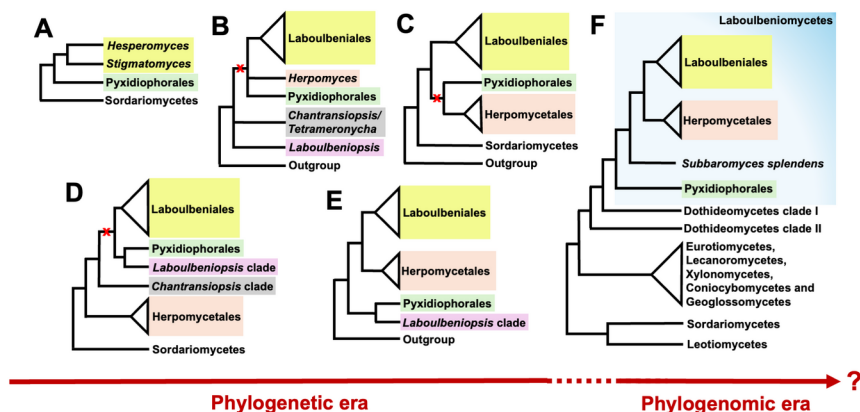 A
Hesperomyces
Stigmatomyces
Pyxidiophorales
Sordariomycetes
B
Laboulbeniales
Herpomyces
Pyxidiophorales
Chantransiopsis/
Tetrameronycha
Laboulbeniopsis
Outgroup
C
Laboulbeniales
Pyxidiophorales
Herpomycetales
Sordariomycetes
Outgroup
D
Laboulbeniales
Pyxidiophorales
Laboulbeniopsis clade
Chantransiopsis clade
Herpomycetales
Sordariomycetes
E
Laboulbeniales
Herpomycetales
Pyxidiophorales
Laboulbeniopsis clade
Outgroup
F
Laboulbeniomycetes
Laboulbeniales
Herpomycetales
Subbaromyces splendens
Pyxidiophorales
Dothideomycetes clade I
Dothideomycetes clade II
Eurotiomycetes,
Lecanoromycetes,
Xylonomycetes,
Coniocybomycetes and
Geoglossomycetes
Sordariomycetes
Leotiomycetes
?
Phylogenetic era
Phylogenomic era